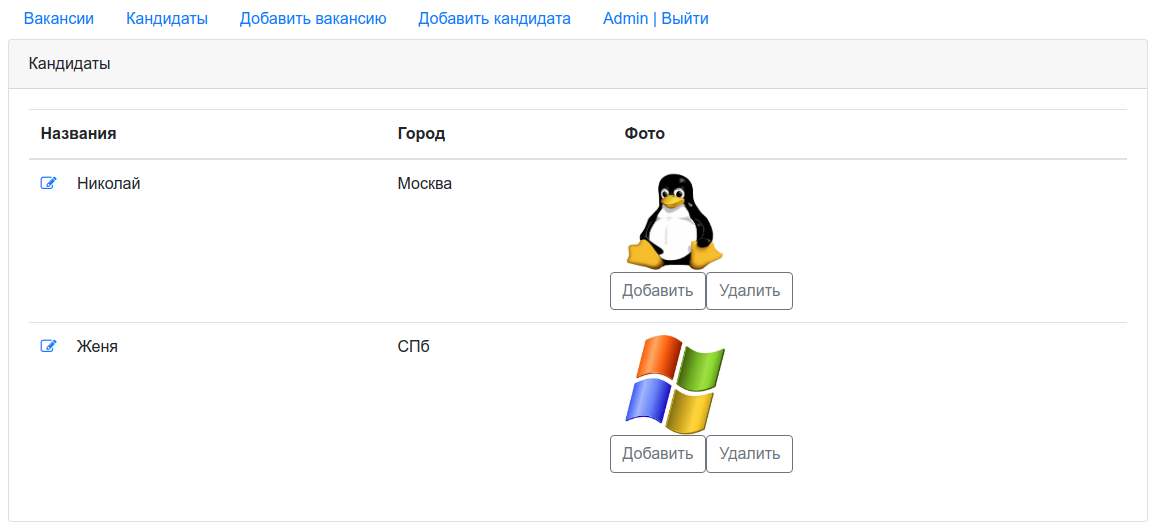 Вакансии Кандидаты Добавить вакансию Добавить кандидата Admin | Выйти
Кандидаты
Названия Город Фото
Николай Москва
Добавить Удалить
Женя СПб
Добавить Удалить